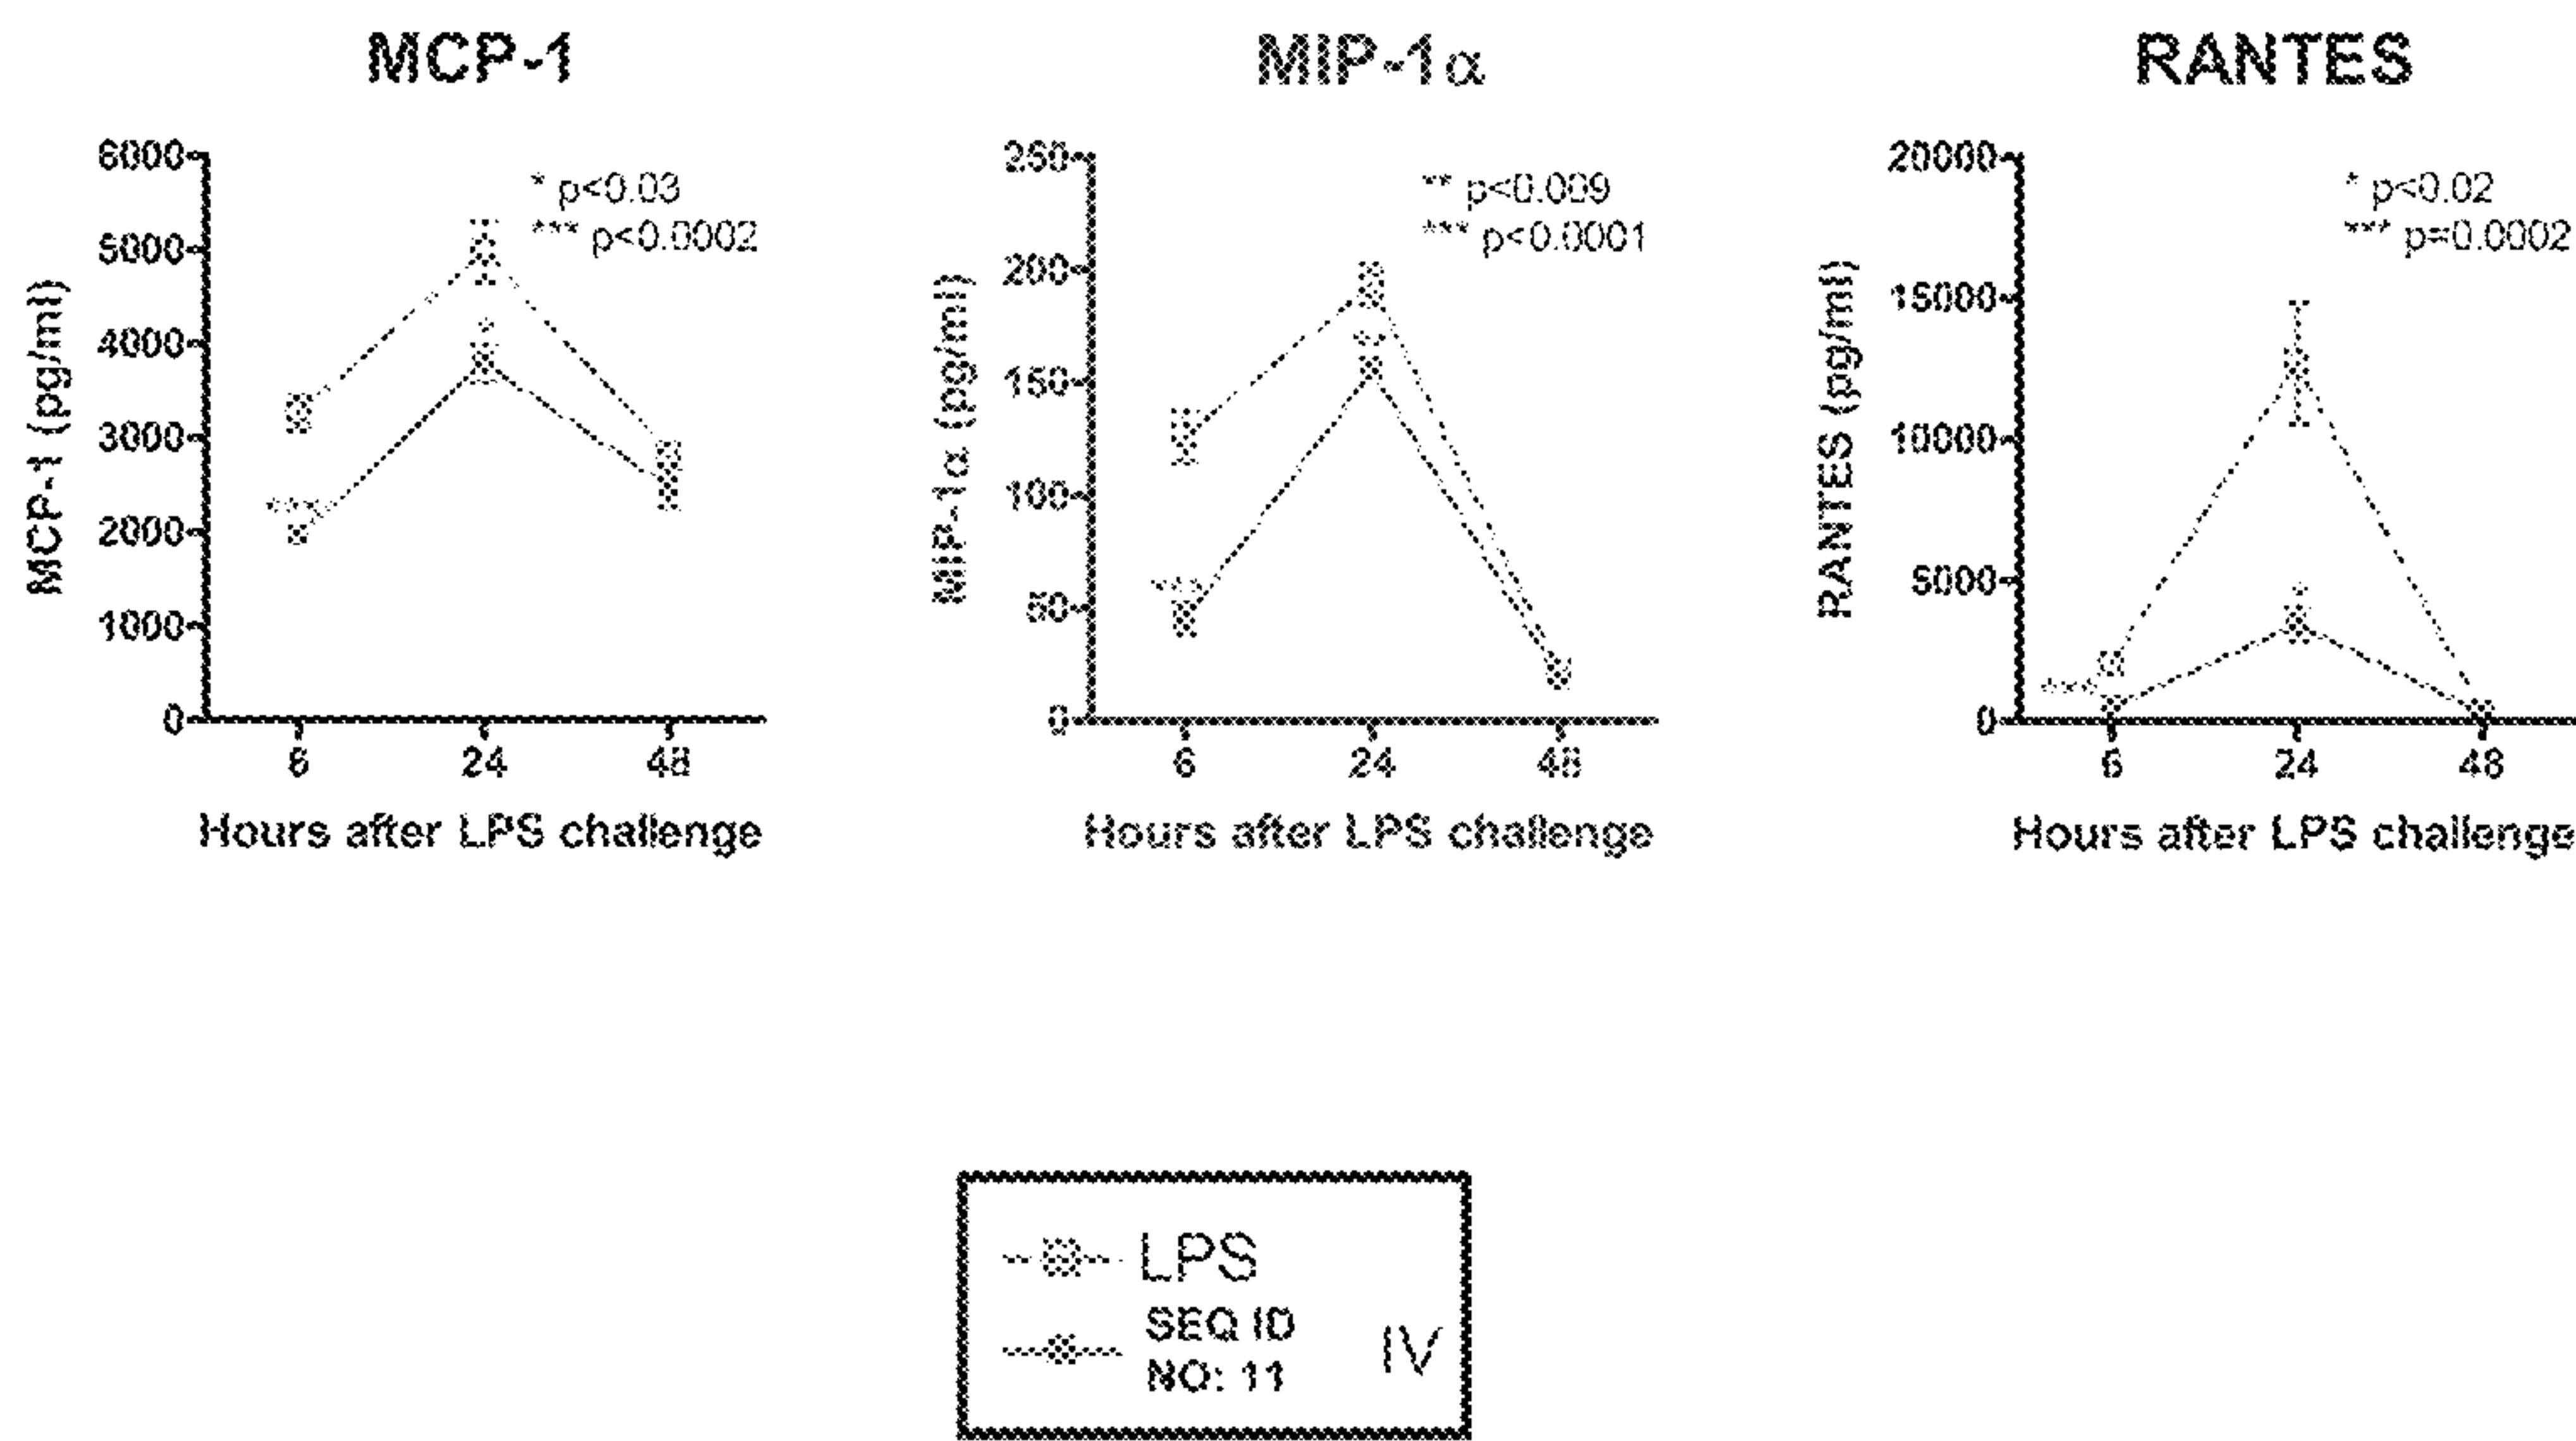 MCP-1
MCP-1 (pg/ml)
6000
5000
4000
3000
2000
1000
0
* p<0.03
*** p<0.0002
*
***
6
24
48
Hours after LPS challenge
MIP-1α
MIP-1α (pg/ml)
250
200
150
100
50
0
** p<0.009
*** p<0.0001
**
***
6
24
48
Hours after LPS challenge
RANTES
RANTES (pg/ml)
20000
15000
10000
5000
0
* p<0.02
*** p=0.0002
*
***
6
24
48
Hours after LPS challenge
LPS
SEQ ID
NO: 11
IV